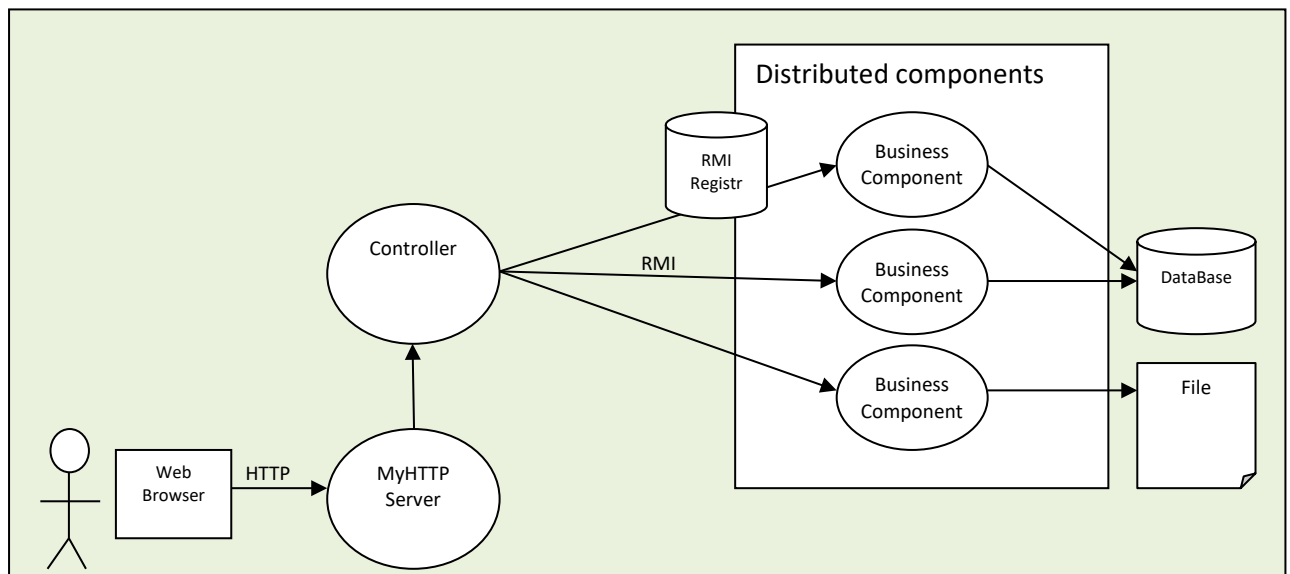 Distributed components
RMI
Registr
Business
Component
Controller
RMI
Business
Component
DataBase
Business
Component
File
Web
Browser
HTTP
MyHTTP
Server